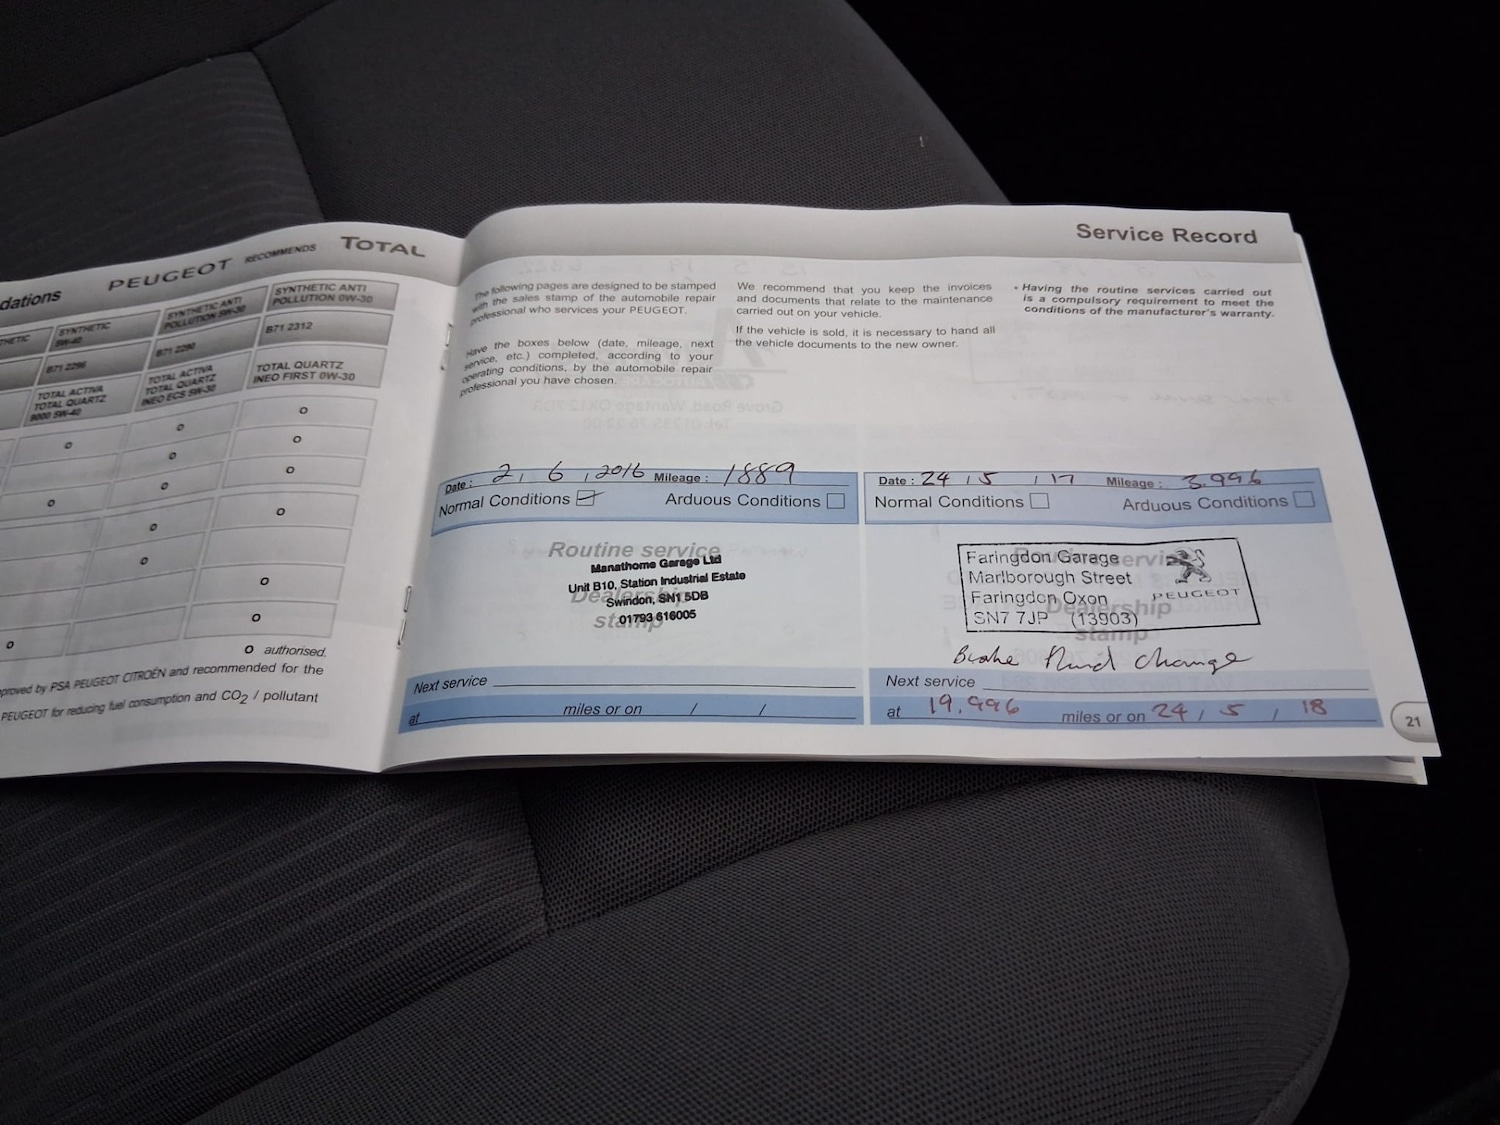 dations
PEUGEOT RECOMMENDS TOTAL
THETIC
SYNTHETIC
5W-40
SYNTHETIC ANTI
POLLUTION 5W-30
SYNTHETIC ANTI
POLLUTION 0W-30
B71 2296
B71 2290
B71 2312
TOTAL ACTIVA
TOTAL QUARTZ
9000 5W-40
TOTAL ACTIVA
TOTAL QUARTZ
INEO ECS 5W-30
TOTAL QUARTZ
INEO FIRST 0W-30
o authorised.
pproved by PSA PEUGEOT CITROËN and recommended for the
PEUGEOT for reducing fuel consumption and CO2 / pollutant
Service Record
The following pages are designed to be stamped
with the sales stamp of the automobile repair
professional who services your PEUGEOT.
Have the boxes below (date, mileage, next
service, etc.) completed, according to your
operating conditions, by the automobile repair
professional you have chosen.
We recommend that you keep the invoices
and documents that relate to the maintenance
carried out on your vehicle.
If the vehicle is sold, it is necessary to hand all
the vehicle documents to the new owner.
• Having the routine services carried out
is a compulsory requirement to meet the
conditions of the manufacturer's warranty.
Date : 2, 6, 2016 Mileage : 1889
Normal Conditions Arduous Conditions
Routine service
Dealership
stamp
Manathome Garage Ltd
Unit B10, Station Industrial Estate
Swindon, SN1 5DB
01793 616005
Next service
at miles or on / /
Date : 24 / 5 / 17 Mileage : 3,996
Normal Conditions Arduous Conditions
Faringdon Garage
Marlborough Street
Faringdon Oxon
SN7 7JP (13903)
PEUGEOT
Dealership
stamp
Brake fluid change
Next service
at 19,996 miles or on 24 / 5 / 18
21